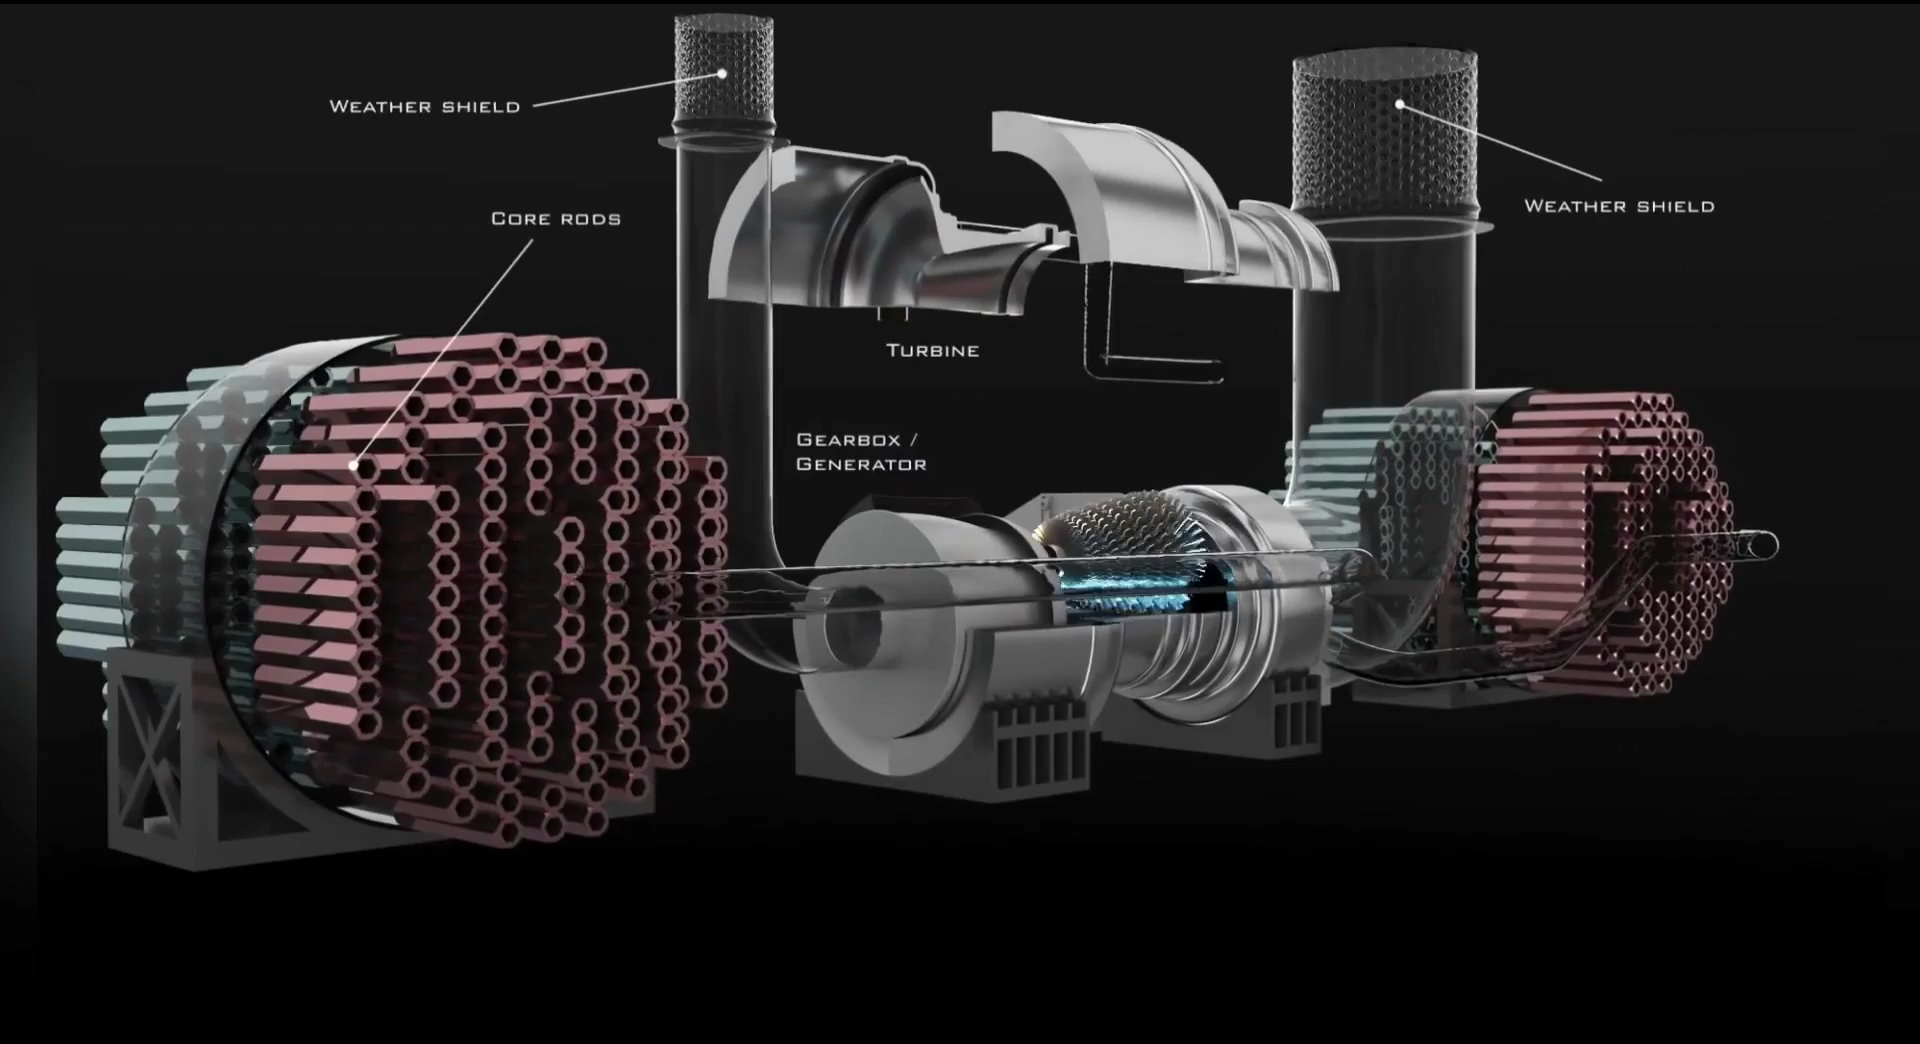 Weather shield
Weather shield
Core rods
Turbine
Gearbox /
Generator